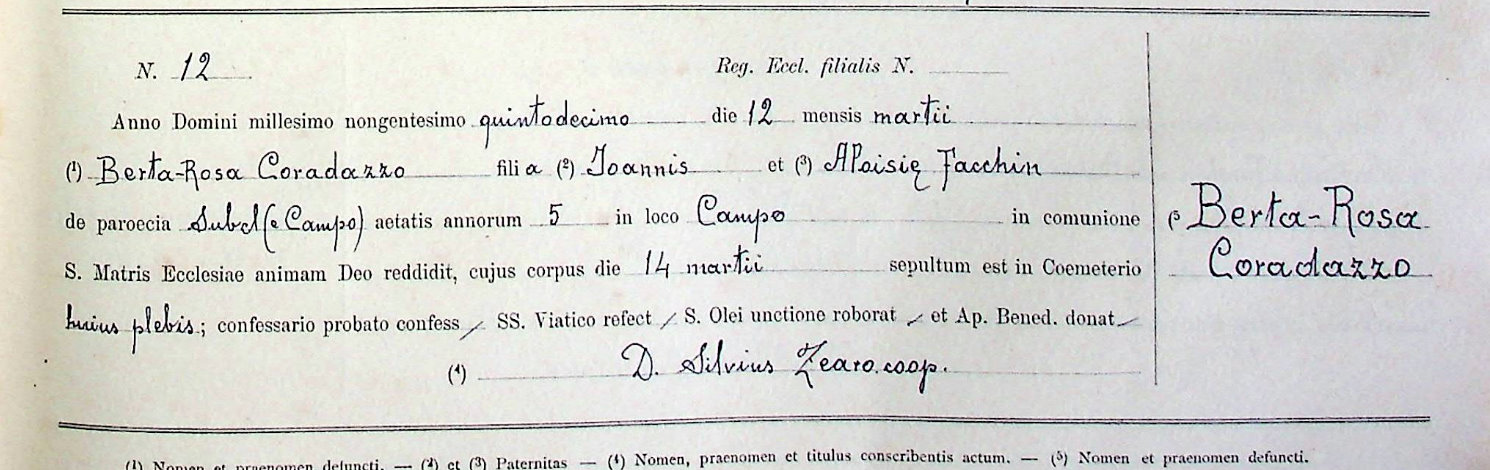 N. 12 Reg. Eccl. filialis N.
Anno Domini millesimo nongentesimo quintodecimo die 12 mensis martii
(¹) Berta-Rosa Coradazzo filia (²) Joannis et (³) Aloisię Facchin
de paroecia Subcl (e Campo) aetatis annorum 5 in loco Campo in comunione
S. Matris Ecclesiae animam Deo reddidit, cujus corpus die 14 martii sepultum est in Coemeterio
huius plebis; confessario probato confess SS. Viatico refect S. Olei unctione roborat et Ap. Bened. donat
(⁴) D. Silvius Zearo. coop.
(⁵ Berta-Rosa
Coradazzo
(¹) Nomen et praenomen defuncti. — (²) et (³) Paternitas — (⁴) Nomen, praenomen et titulus conscribentis actum. — (⁵) Nomen et praenomen defuncti.